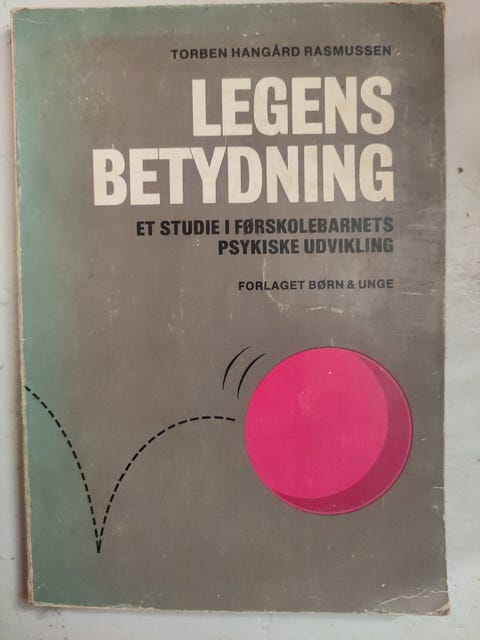 TORBEN HANGÅRD RASMUSSEN
LEGENS
BETYDNING
ET STUDIE I FØRSKOLEBARNETS
PSYKISKE UDVIKLING
FORLAGET BØRN & UNGE